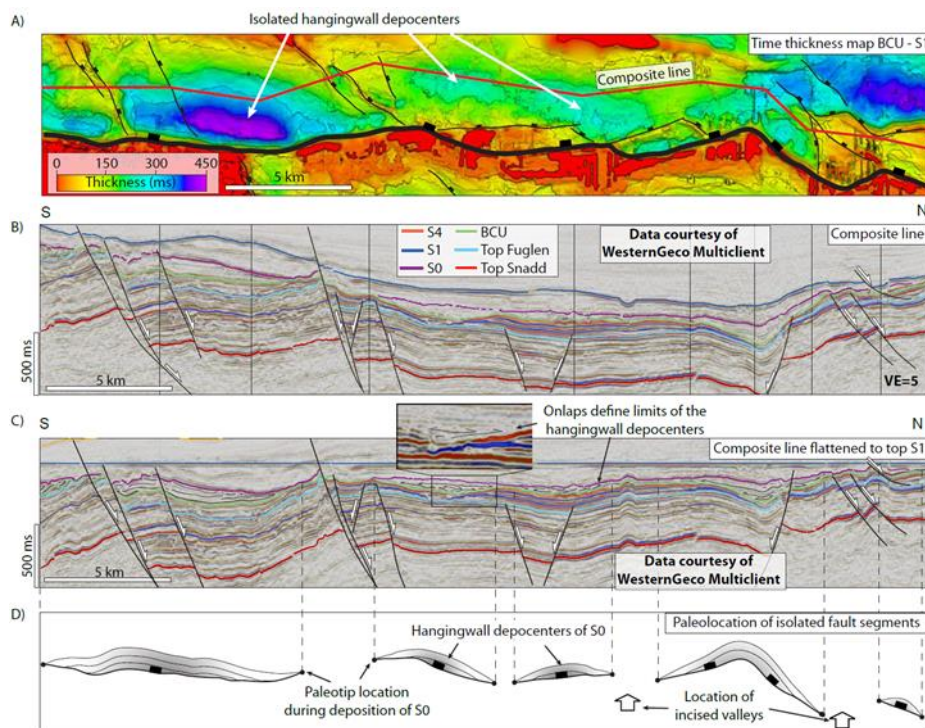 A)
Isolated hangingwall depocenters
Time thickness map BCU - S1
Composite line
0 150 300 450
Thickness (ms)
5 km
S N
B)
S4 BCU
S1 Top Fuglen
S0 Top Snadd
Data courtesy of
WesternGeco Multiclient
Composite line
500 ms
5 km
VE=5
C)
S N
Onlaps define limits of the
hangingwall depocenters
Composite line flattened to top S1
500 ms
5 km
Data courtesy of
WesternGeco Multiclient
D)
Hangingwall depocenters of S0
Paleolocation of isolated fault segments
Paleotip location
during deposition of S0
Location of
incised valleys